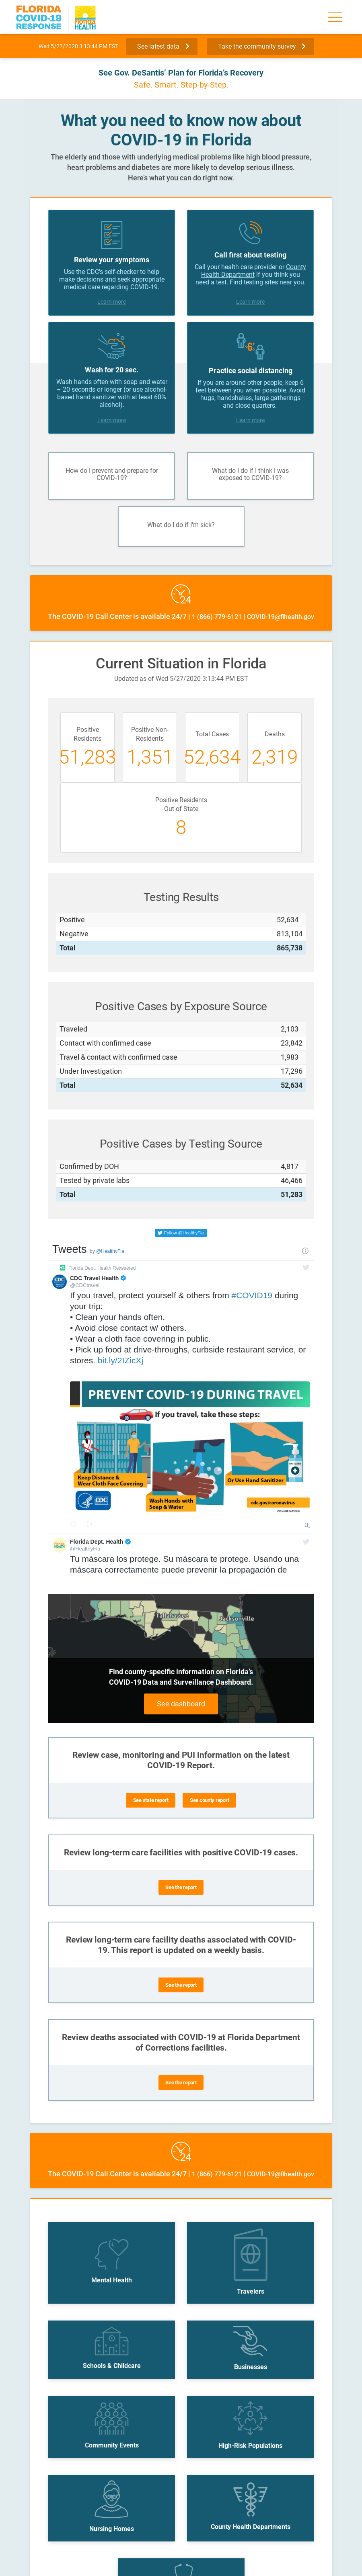 FLORIDA
COVID-19
RESPONSE
Florida
HEALTH
Wed 5/27/2020 3:13:44 PM EST
See latest data
Take the community survey
See Gov. DeSantis' Plan for Florida's Recovery
Safe. Smart. Step-by-Step.
What you need to know now about
COVID-19 in Florida
The elderly and those with underlying medical problems like high blood pressure,
heart problems and diabetes are more likely to develop serious illness.
Here's what you can do right now.
Review your symptoms
Use the CDC's self-checker to help
make decisions and seek appropriate
medical care regarding COVID-19.
Learn more
Call first about testing
Call your health care provider or County
Health Department if you think you
need a test. Find testing sites near you.
Learn more
Wash for 20 sec.
Wash hands often with soap and water
– 20 seconds or longer (or use alcohol-
based hand sanitizer with at least 60%
alcohol).
Learn more
6'
Practice social distancing
If you are around other people, keep 6
feet between you when possible. Avoid
hugs, handshakes, large gatherings
and close quarters.
Learn more
How do I prevent and prepare for
COVID-19?
What do I do if I think I was
exposed to COVID-19?
What do I do if I'm sick?
24
The COVID-19 Call Center is available 24/7 | 1 (866) 779-6121 | COVID-19@flhealth.gov
Current Situation in Florida
Updated as of Wed 5/27/2020 3:13:44 PM EST
Positive
Residents
51,283
Positive Non-
Residents
1,351
Total Cases
52,634
Deaths
2,319
Positive Residents
Out of State
8
Testing Results
Positive 52,634
Negative 813,104
Total 865,738
Positive Cases by Exposure Source
Traveled 2,103
Contact with confirmed case 23,842
Travel & contact with confirmed case 1,983
Under Investigation 17,296
Total 52,634
Positive Cases by Testing Source
Confirmed by DOH 4,817
Tested by private labs 46,466
Total 51,283
Follow @HealthyFla
Tweets by @HealthyFla
Florida Dept. Health Retweeted
CDC Travel Health
@CDCtravel
If you travel, protect yourself & others from #COVID19 during
your trip:
• Clean your hands often.
• Avoid close contact w/ others.
• Wear a cloth face covering in public.
• Pick up food at drive-throughs, curbside restaurant service, or
stores. bit.ly/2IZicXj
PREVENT COVID-19 DURING TRAVEL
If you travel, take these steps:
Keep Distance &
Wear Cloth Face Covering
Wash Hands with
Soap & Water
Or Use Hand Sanitizer
CDC
cdc.gov/coronavirus
Florida Dept. Health
@HealthyFla
Tu máscara los protege. Su máscara te protege. Usando una
máscara correctamente puede prevenir la propagación de
Tallahassee
Jacksonville
Find county-specific information on Florida's
COVID-19 Data and Surveillance Dashboard.
See dashboard
Review case, monitoring and PUI information on the latest
COVID-19 Report.
See state report
See county report
Review long-term care facilities with positive COVID-19 cases.
See the report
Review long-term care facility deaths associated with COVID-
19. This report is updated on a weekly basis.
See the report
Review deaths associated with COVID-19 at Florida Department
of Corrections facilities.
See the report
24
The COVID-19 Call Center is available 24/7 | 1 (866) 779-6121 | COVID-19@flhealth.gov
Mental Health
Travelers
Schools & Childcare
Businesses
Community Events
High-Risk Populations
Nursing Homes
County Health Departments